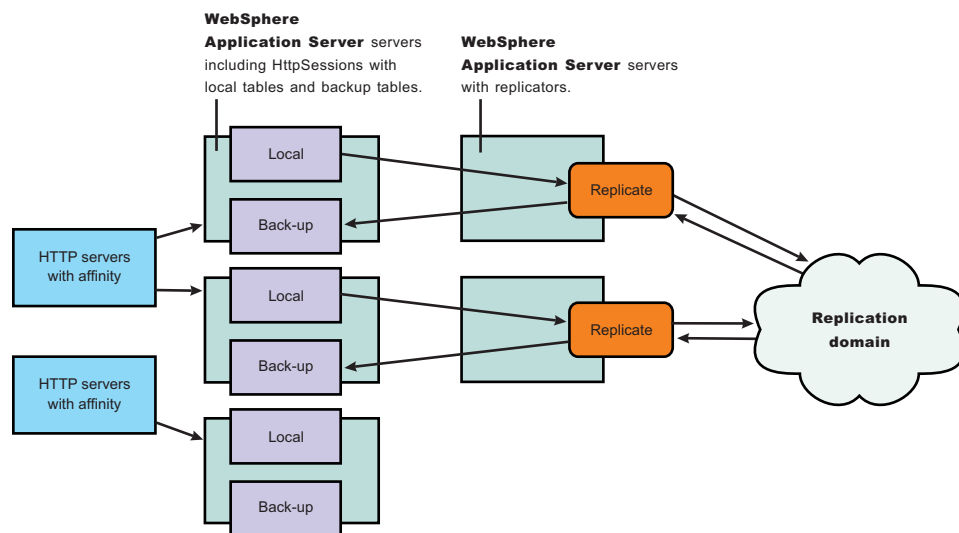 WebSphere
Application Server servers
including HttpSessions with
local tables and backup tables.
WebSphere
Application Server servers
with replicators.
Local
Back-up
Replicate
HTTP servers
with affinity
Local
Back-up
Replicate
Replication
domain
HTTP servers
with affinity
Local
Back-up